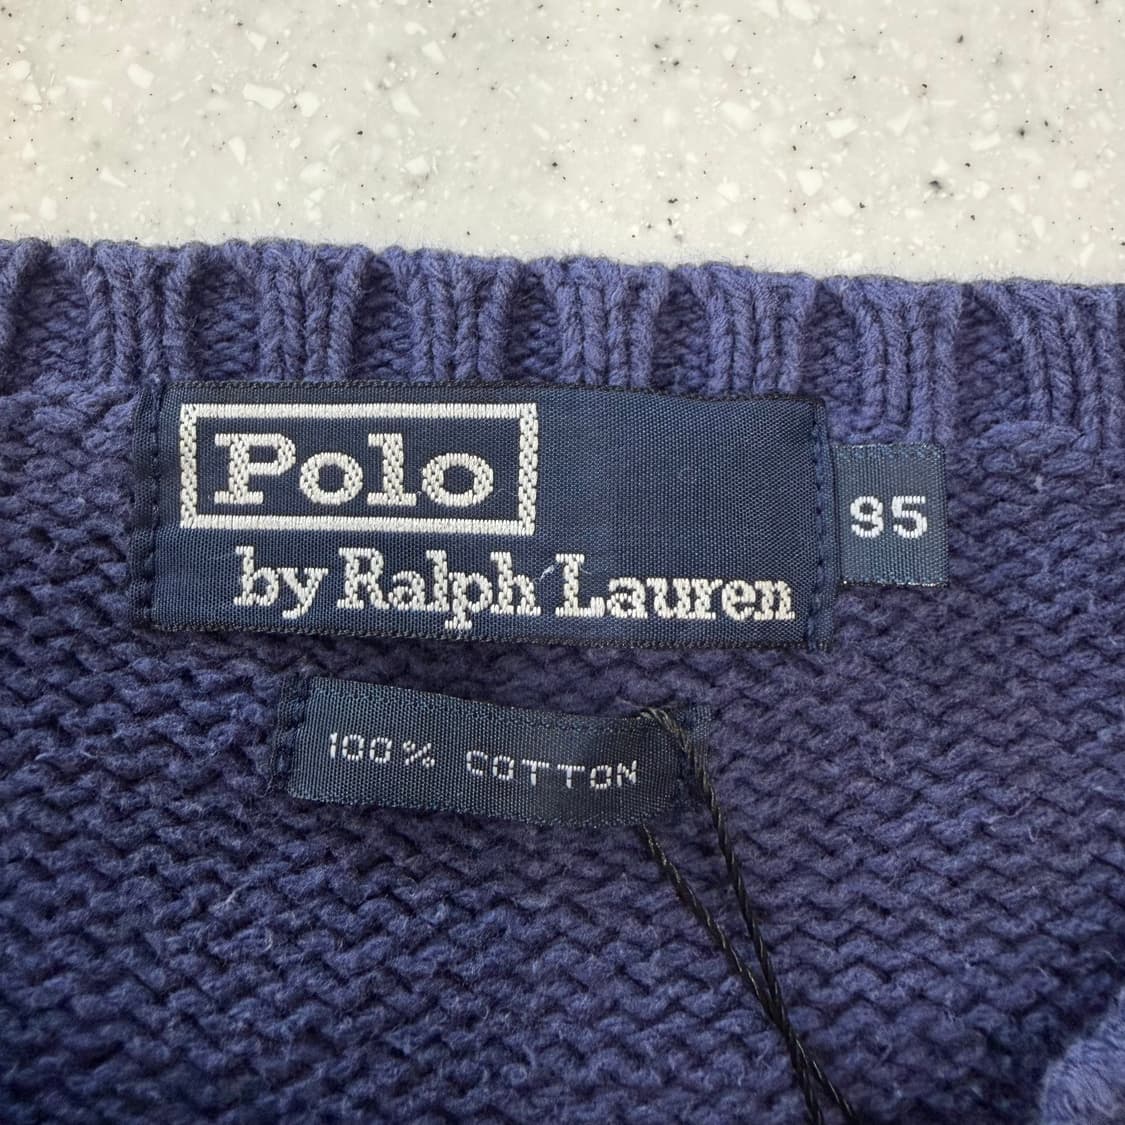 Polo
by Ralph Lauren
95
100% COTTON